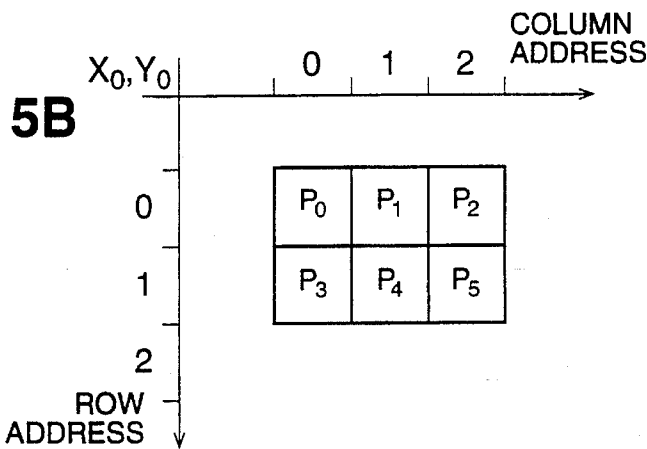 COLUMN
ADDRESS
X₀,Y₀ 0 1 2
5B
0 P₀ P₁ P₂
1 P₃ P₄ P₅
2
ROW
ADDRESS